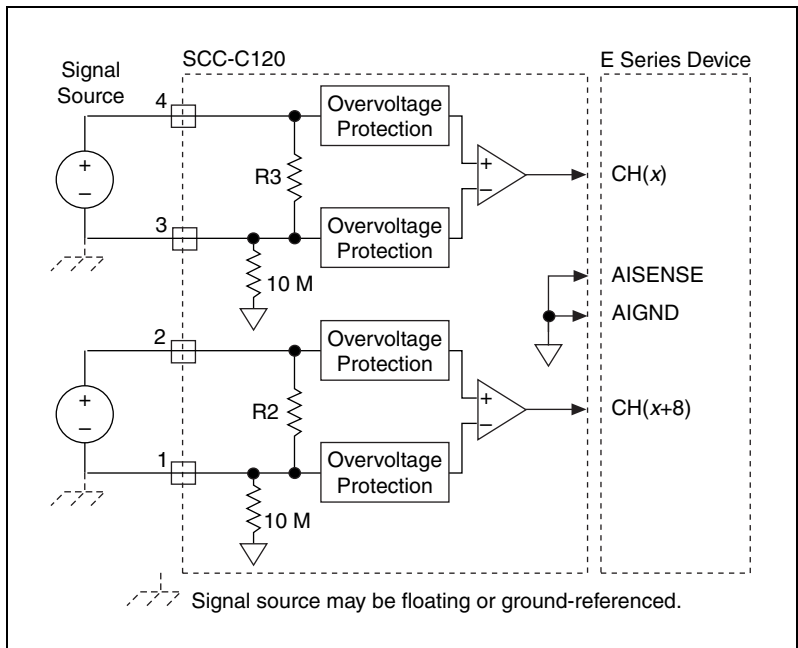 SCC-C120
E Series Device
Signal
Source
4
Overvoltage
Protection
+
−
R3
+
−
CH(x)
3
Overvoltage
Protection
10 M
AISENSE
AIGND
2
Overvoltage
Protection
+
−
R2
+
−
CH(x+8)
1
Overvoltage
Protection
10 M
Signal source may be floating or ground-referenced.